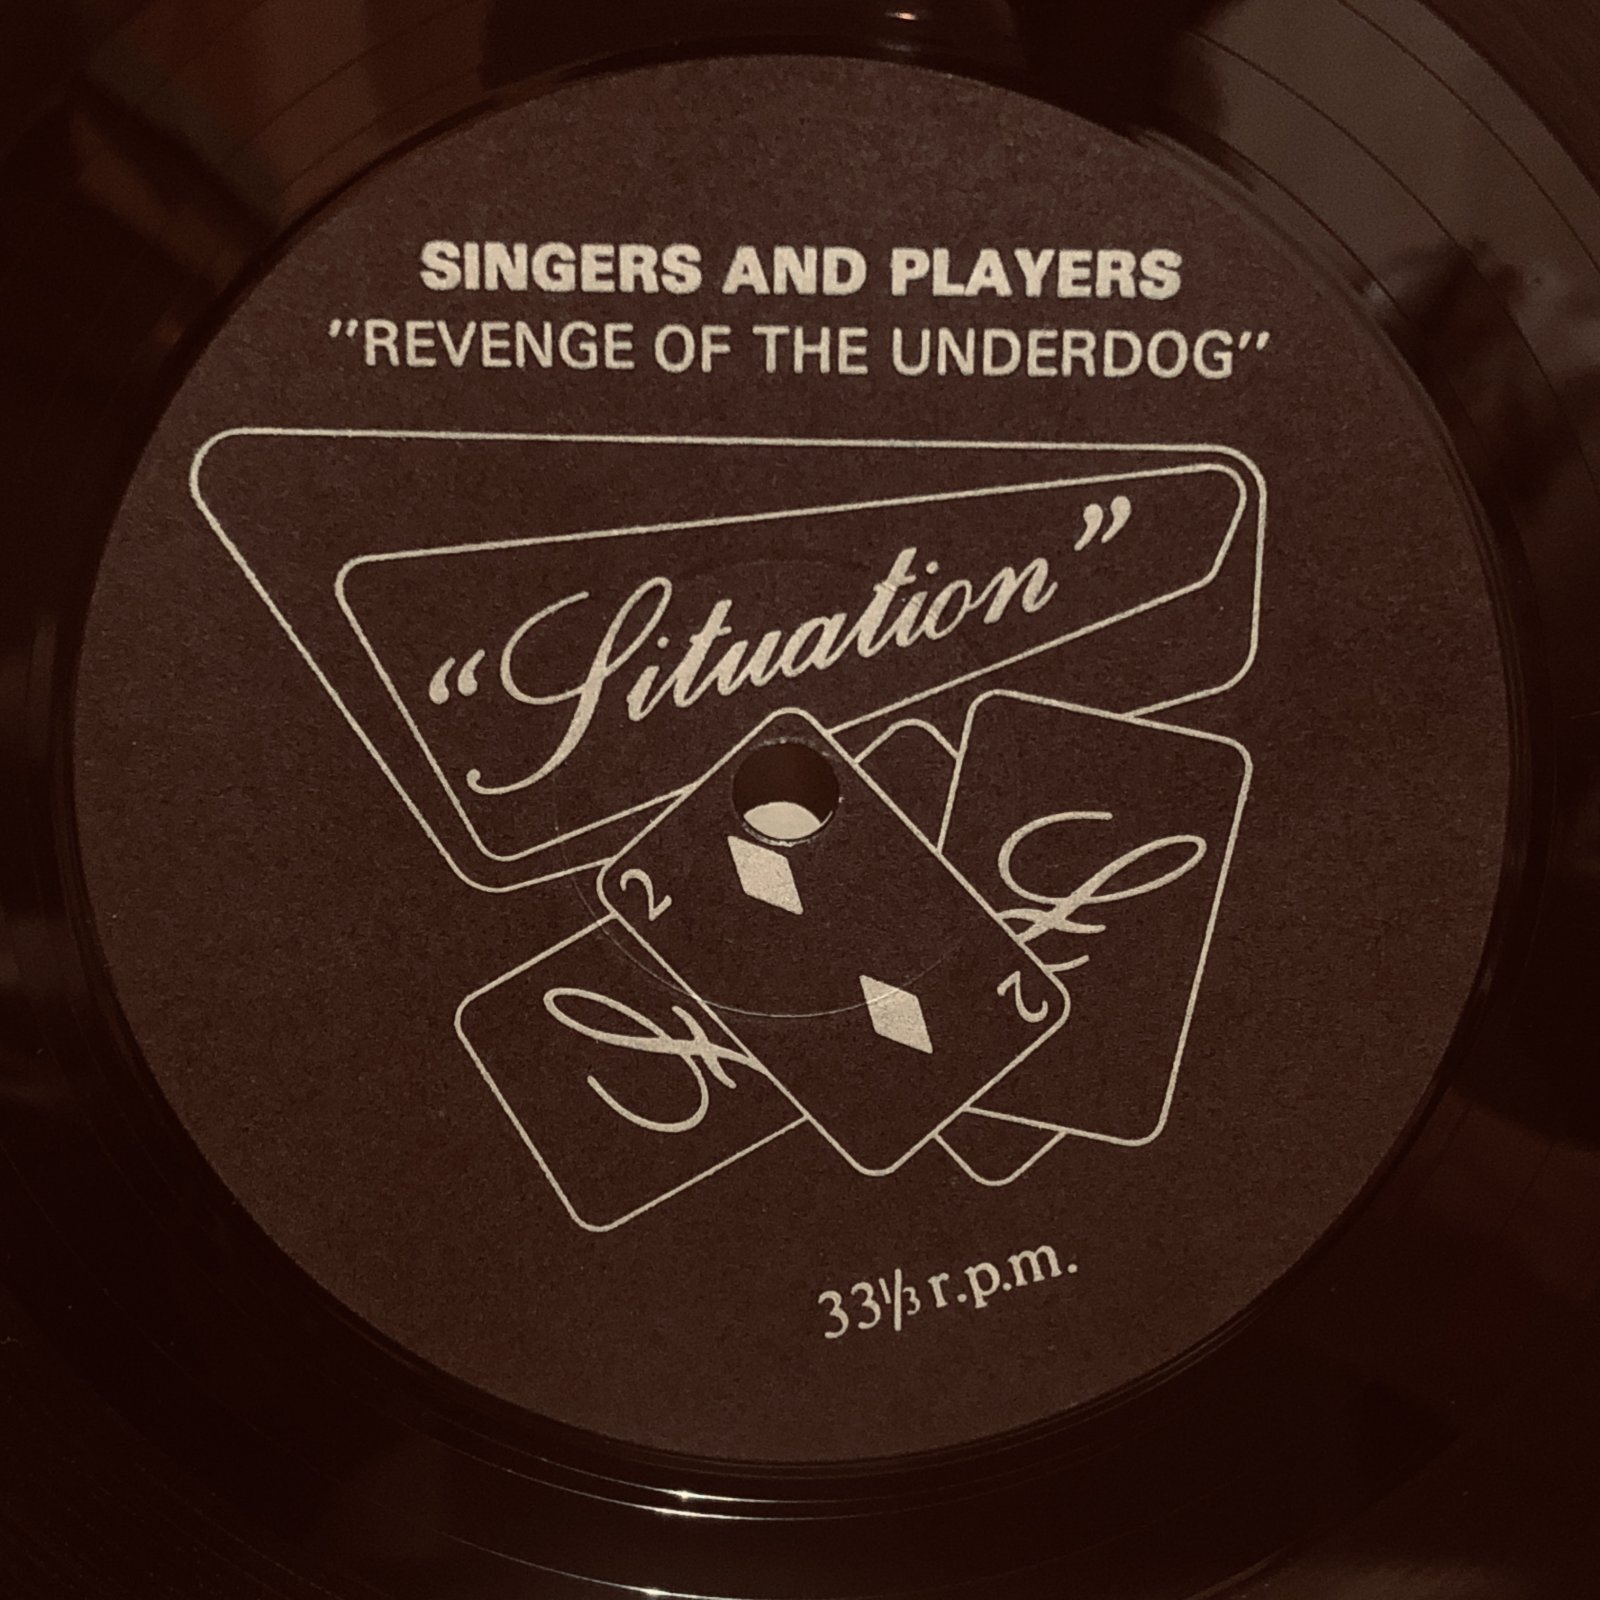 SINGERS AND PLAYERS
"REVENGE OF THE UNDERDOG"
“Situation”
2
2
33⅓ r.p.m.